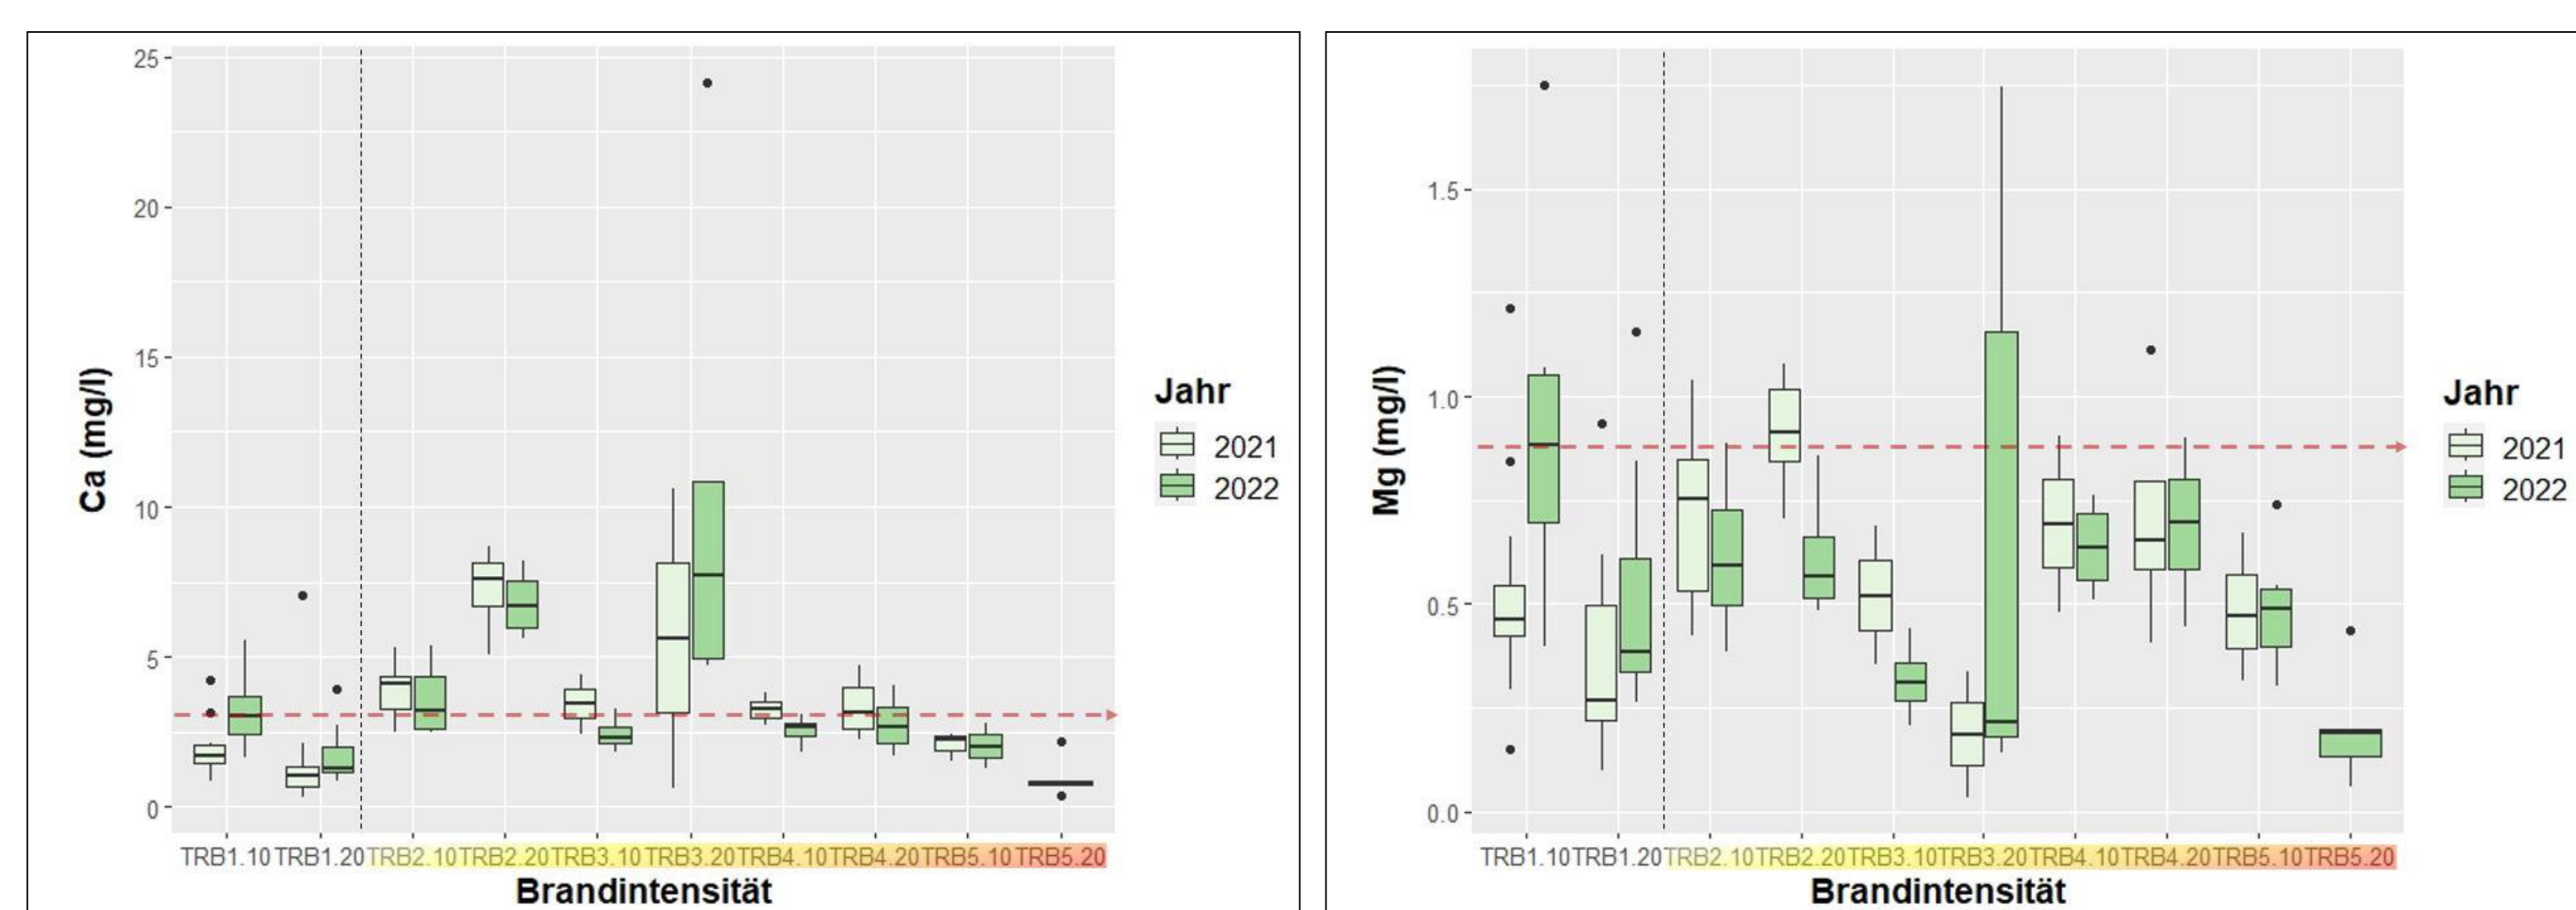 25
20
15
10
5
0
Ca (mg/l)
TRB1.10 TRB1.20 TRB2.10 TRB2.20 TRB3.10 TRB3.20 TRB4.10 TRB4.20 TRB5.10 TRB5.20
Brandintensität
Jahr
2021
2022
1.5
1.0
0.5
0.0
Mg (mg/l)
TRB1.10 TRB1.20 TRB2.10 TRB2.20 TRB3.10 TRB3.20 TRB4.10 TRB4.20 TRB5.10 TRB5.20
Brandintensität
Jahr
2021
2022